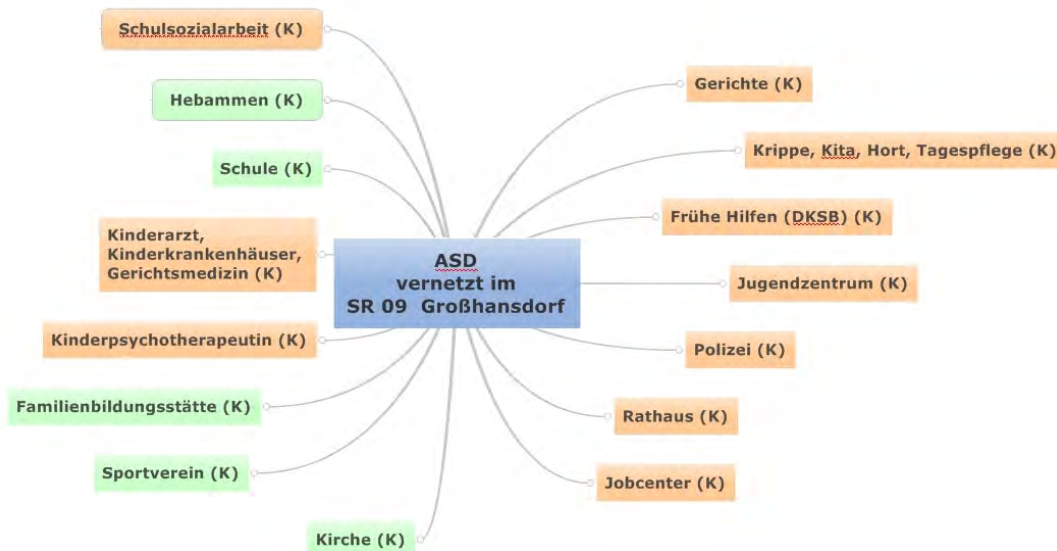 Schulsozialarbeit (K)
Hebammen (K)
Schule (K)
Kinderarzt,
Kinderkrankenhäuser,
Gerichtsmedizin (K)
Kinderpsychotherapeutin (K)
Familienbildungsstätte (K)
Sportverein (K)
Kirche (K)
ASD
vernetzt im
SR 09 Großhansdorf
Gerichte (K)
Krippe, Kita, Hort, Tagespflege (K)
Frühe Hilfen (DKSB) (K)
Jugendzentrum (K)
Polizei (K)
Rathaus (K)
Jobcenter (K)